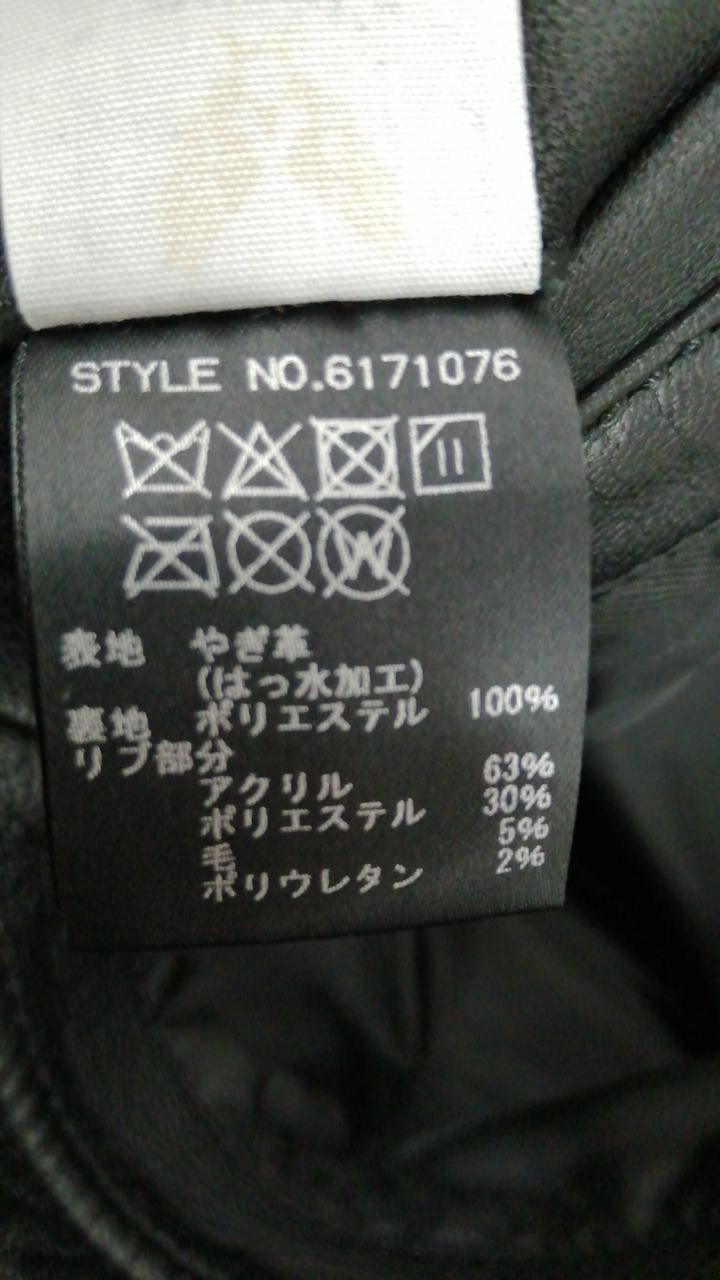 STYLE NO.6171076
W
表地 やぎ革
(はっ水加工)
裏地 ポリエステル 100%
リブ部分
アクリル 63%
ポリエステル 30%
毛 5%
ポリウレタン 2%